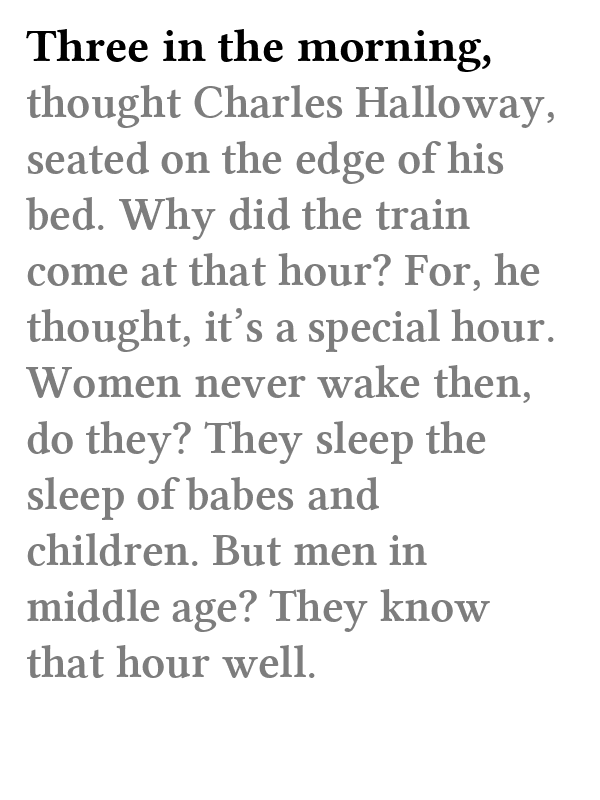 Three in the morning,
thought Charles Halloway,
seated on the edge of his
bed. Why did the train
come at that hour? For, he
thought, it’s a special hour.
Women never wake then,
do they? They sleep the
sleep of babes and
children. But men in
middle age? They know
that hour well.